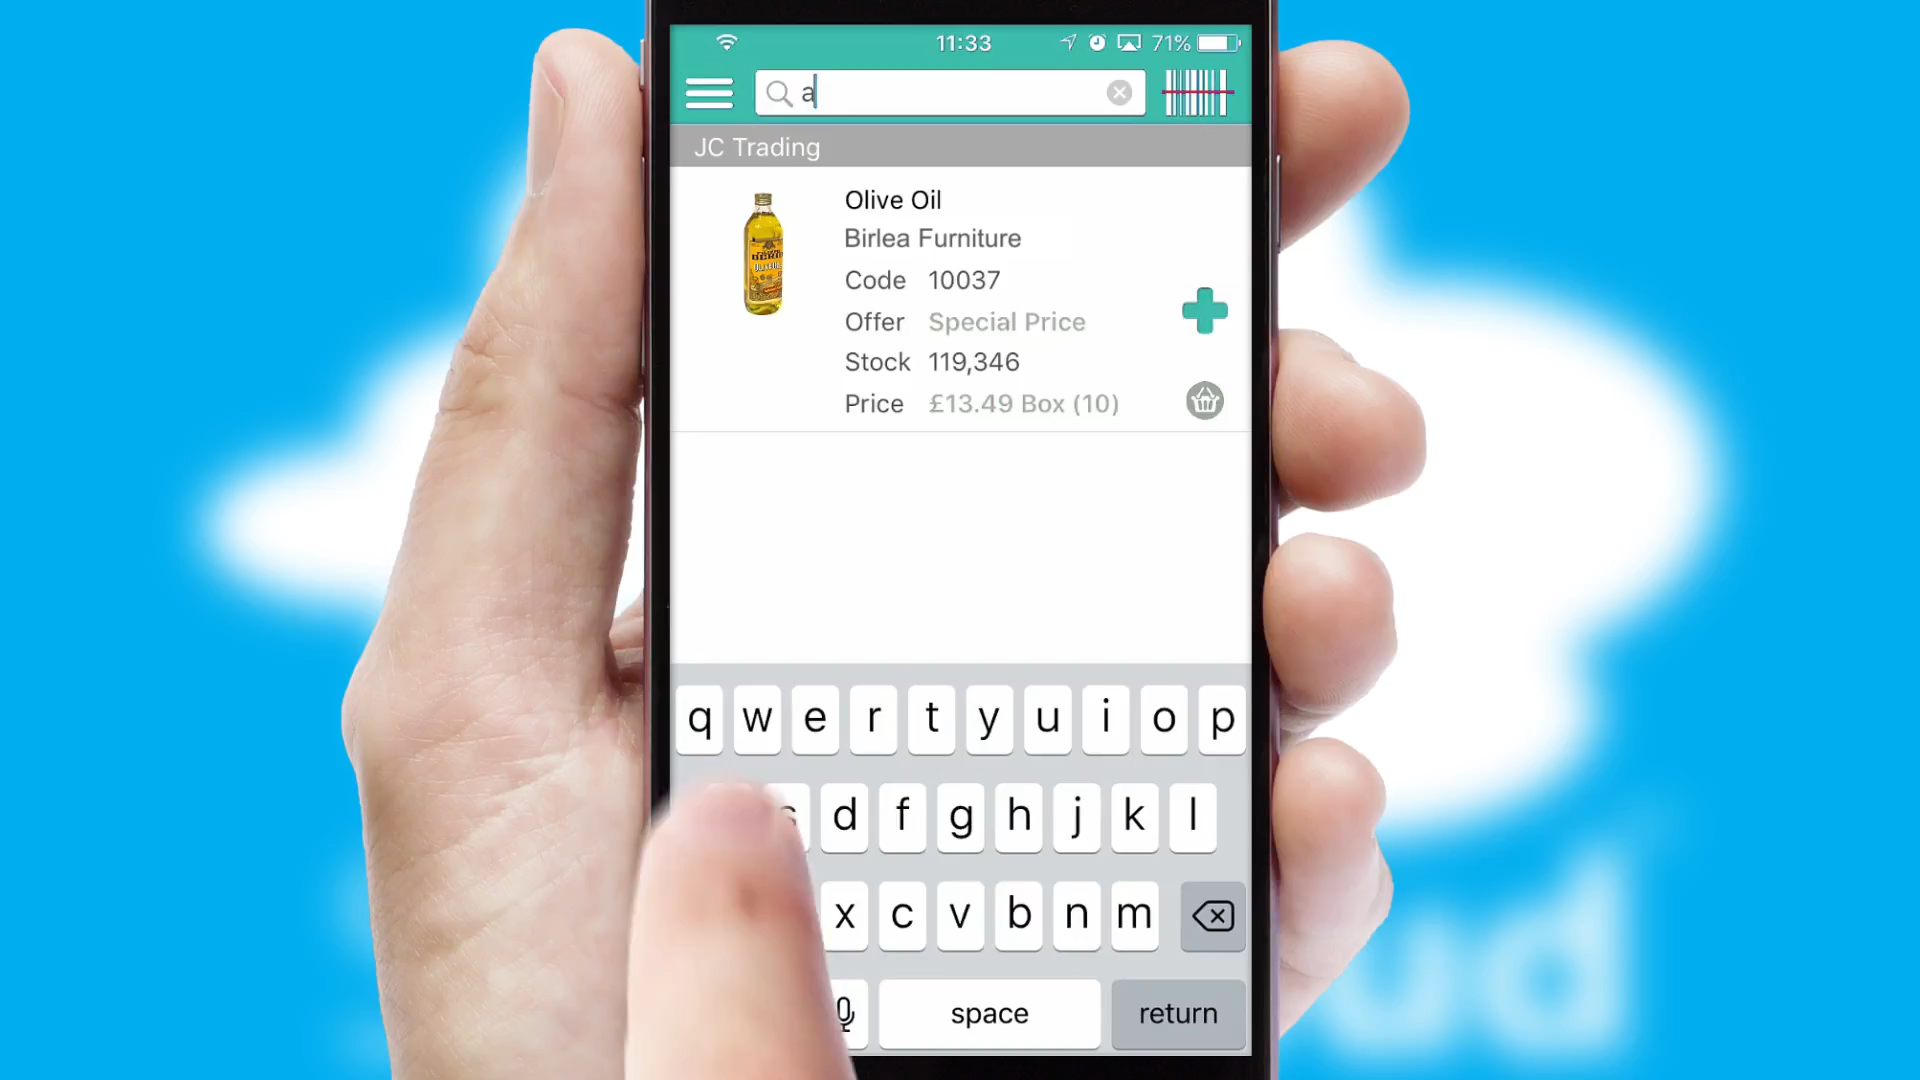 11:33 71%
a
JC Trading
Olive Oil
Birlea Furniture
Code 10037
Offer Special Price
Stock 119,346
Price £13.49 Box (10)
q w e r t y u i o p
s d f g h j k l
x c v b n m
space return
ud